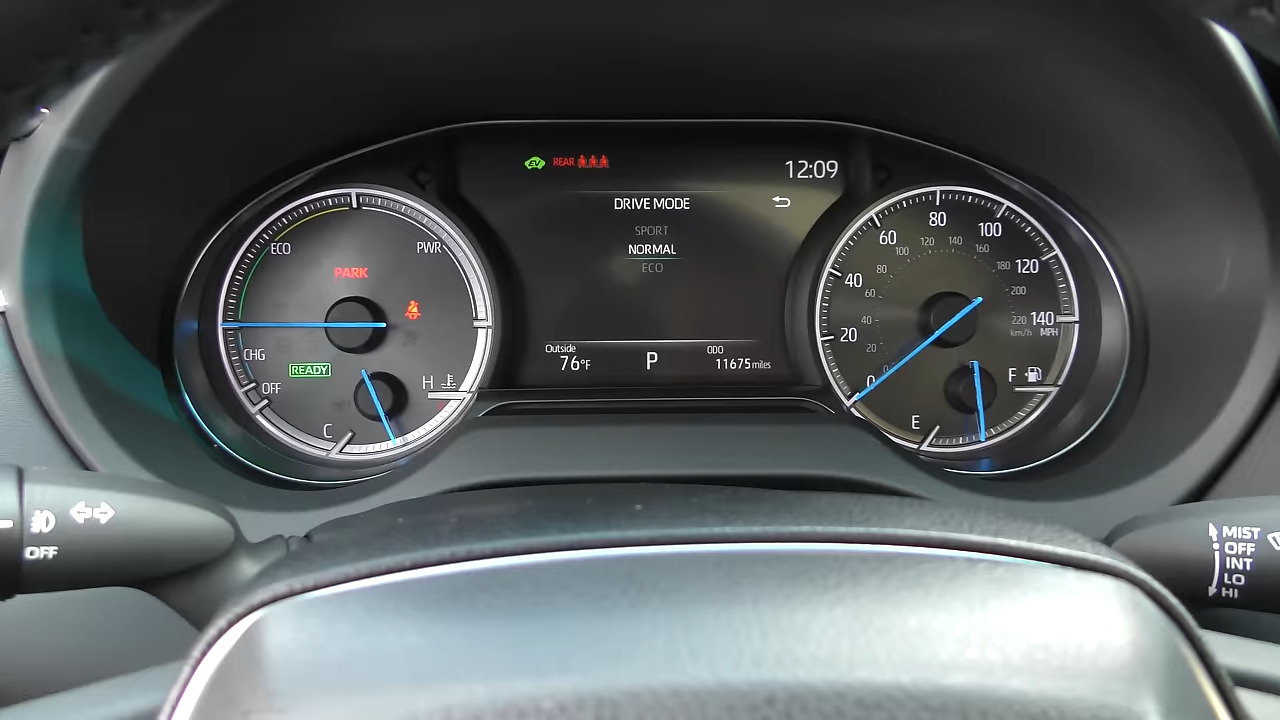 EV REAR
12:09
DRIVE MODE
SPORT
NORMAL
ECO
Outside
76°F
P
ODO
11675 miles
ECO
PWR
PARK
CHG
READY
OFF
H
C
0
20
40
60
80
100
120
140
MPH
0
20
40
60
80
100
120
140
160
180
200
220
km/h
F
E
OFF
MIST
OFF
INT
LO
HI